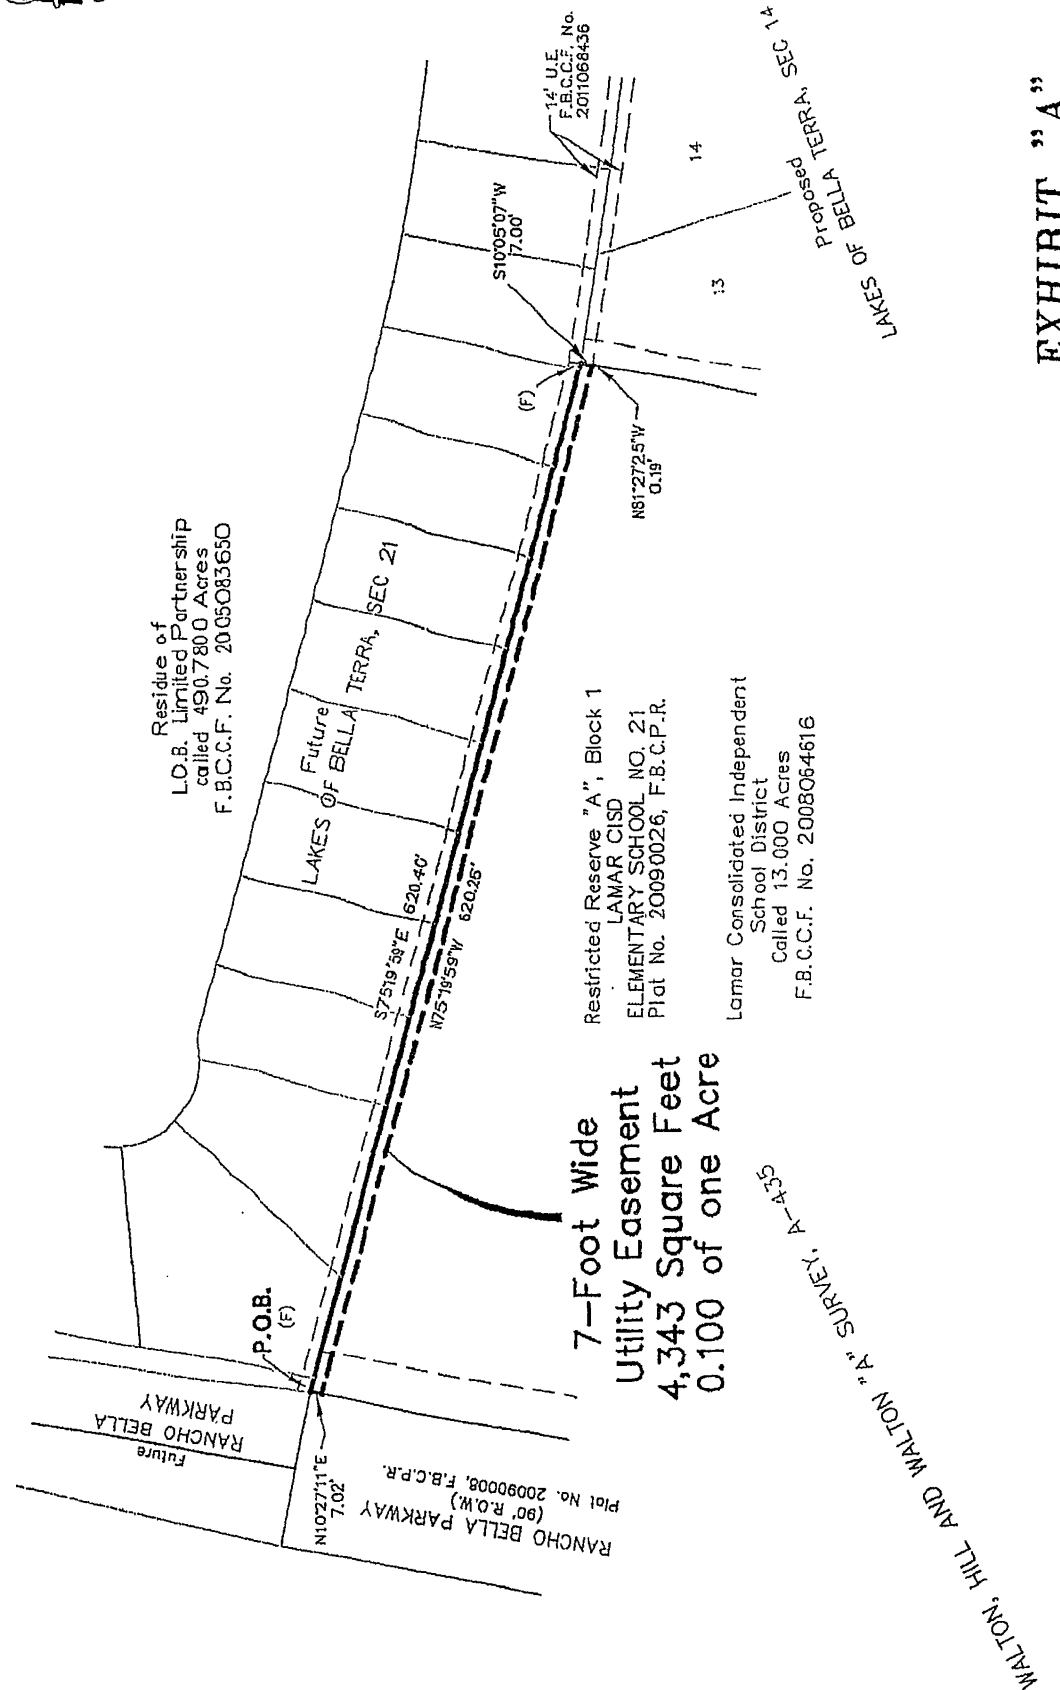 Residue of
L.O.B. Limited Partnership
called 490.7800 Acres
F.B.C.C.F. No. 2005083650
14' U.E.
F.B.C.C.F. No.
2011068436
S10°05'07"W
7.00'
(F)
N81°27'25"W
0.19'
14
13
Proposed
LAKES OF BELLA TERRA, SEC 14
Future
LAKES OF BELLA TERRA, SEC 21
S75°19'59"E 620.40'
N75°19'59"W 620.25'
P.O.B.
(F)
Future
RANCHO BELLA
PARKWAY
N10°27'11"E
7.02'
RANCHO BELLA PARKWAY
(90' R.O.W.)
Plat No. 20090008, F.B.C.P.R.
7-Foot Wide
Utility Easement
4,343 Square Feet
0.100 of one Acre
Restricted Reserve "A", Block 1
LAMAR CISD
ELEMENTARY SCHOOL NO. 21
Plat No. 20090026, F.B.C.P.R.
Lamar Consolidated Independent
School District
Called 13.000 Acres
F.B.C.C.F. No. 2008064616
WALTON, HILL AND WALTON "A" SURVEY, A-435
EXHIBIT "A"